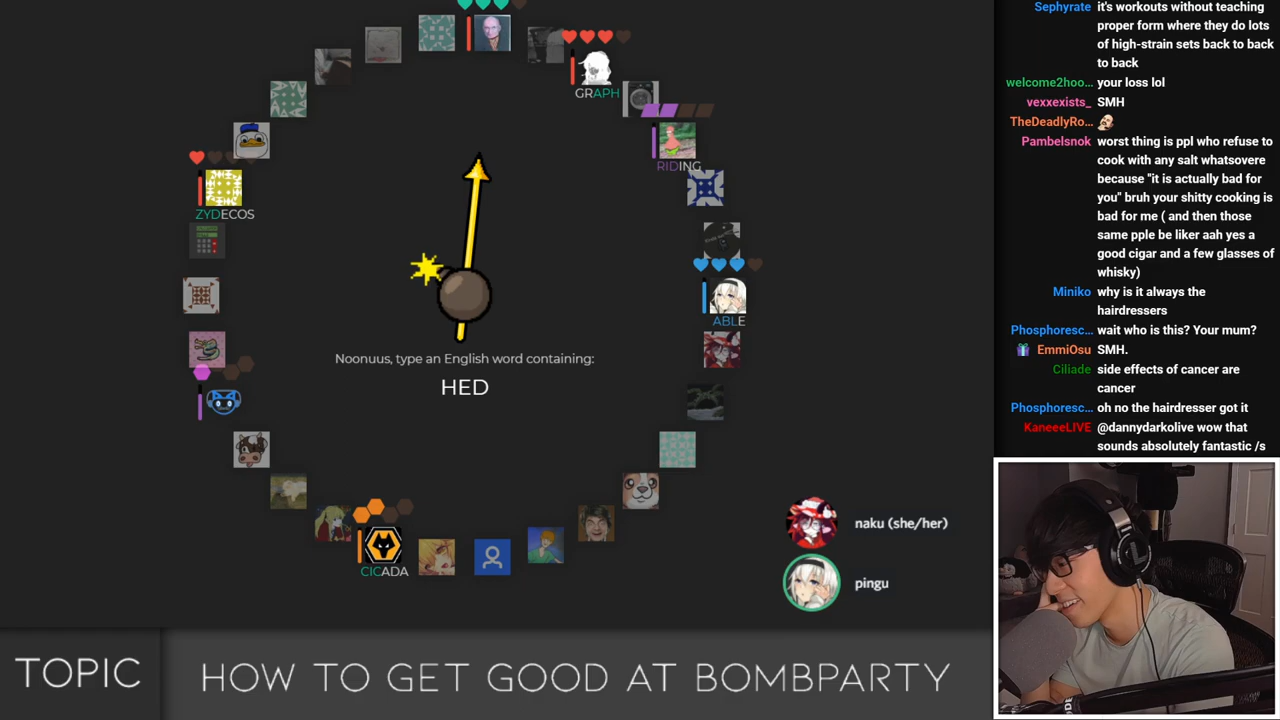 GRAPH
RIDING
ZYDECOS
ABLE
Noonuus, type an English word containing:
HED
CICADA
naku (she/her)
pingu
TOPIC
HOW TO GET GOOD AT BOMBPARTY
Sephyrate it's workouts without teaching
proper form where they do lots
of high-strain sets back to back
to back
welcome2hoo… your loss lol
vexxexists_ SMH
TheDeadlyRo…
Pambelsnok worst thing is ppl who refuse to
cook with any salt whatsovere
because "it is actually bad for
you" bruh your shitty cooking is
bad for me ( and then those
same pple be liker aah yes a
good cigar and a few glasses of
whisky)
Miniko why is it always the
hairdressers
Phosphoresc… wait who is this? Your mum?
EmmiOsu SMH.
Ciliade side effects of cancer are
cancer
Phosphoresc… oh no the hairdresser got it
KaneeeLIVE @dannydarkolive wow that
sounds absolutely fantastic /s